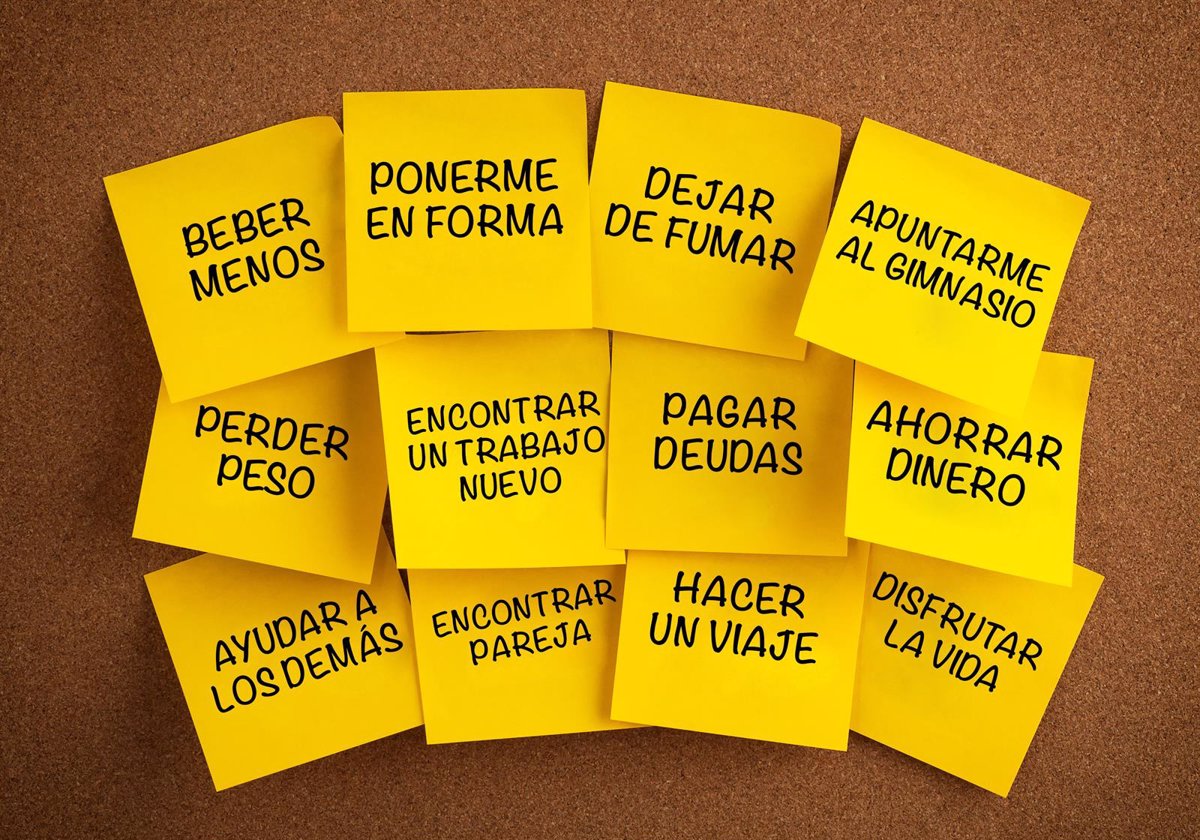 BEBER
MENOS
PONERME
EN FORMA
DEJAR
DE FUMAR
APUNTARME
AL GIMNASIO
PERDER
PESO
ENCONTRAR
UN TRABAJO
NUEVO
PAGAR
DEUDAS
AHORRAR
DINERO
AYUDAR A
LOS DEMÁS
ENCONTRAR
PAREJA
HACER
UN VIAJE
DISFRUTAR
LA VIDA